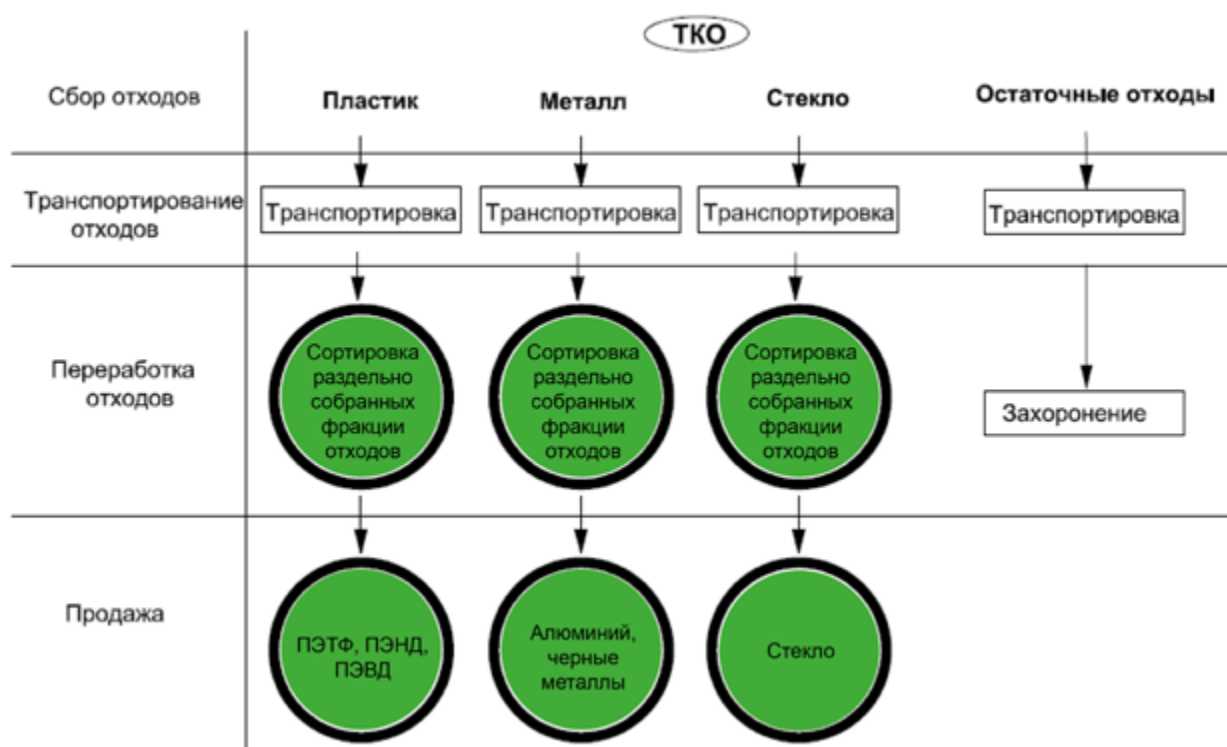 ТКО
Сбор отходов
Пластик
Металл
Стекло
Остаточные отходы
Транспортирование
отходов
Транспортировка
Транспортировка
Транспортировка
Транспортировка
Переработка
отходов
Сортировка
раздельно
собранных
фракции
отходов
Сортировка
раздельно
собранных
фракции
отходов
Сортировка
раздельно
собранных
фракции
отходов
Захоронение
Продажа
ПЭТФ, ПЭНД,
ПЭВД
Алюминий,
черные
металлы
Стекло